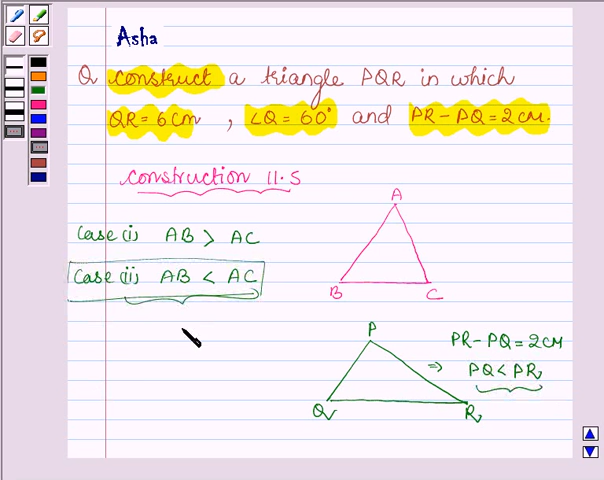 Asha
Q construct a triangle PQR in which
QR = 6cm , ∠Q = 60° and PR - PQ = 2cm.
Construction 11.5
Case (i) AB > AC
Case (ii) AB < AC
A
B
C
P
Q
R
PR - PQ = 2cm
⇒ PQ < PR